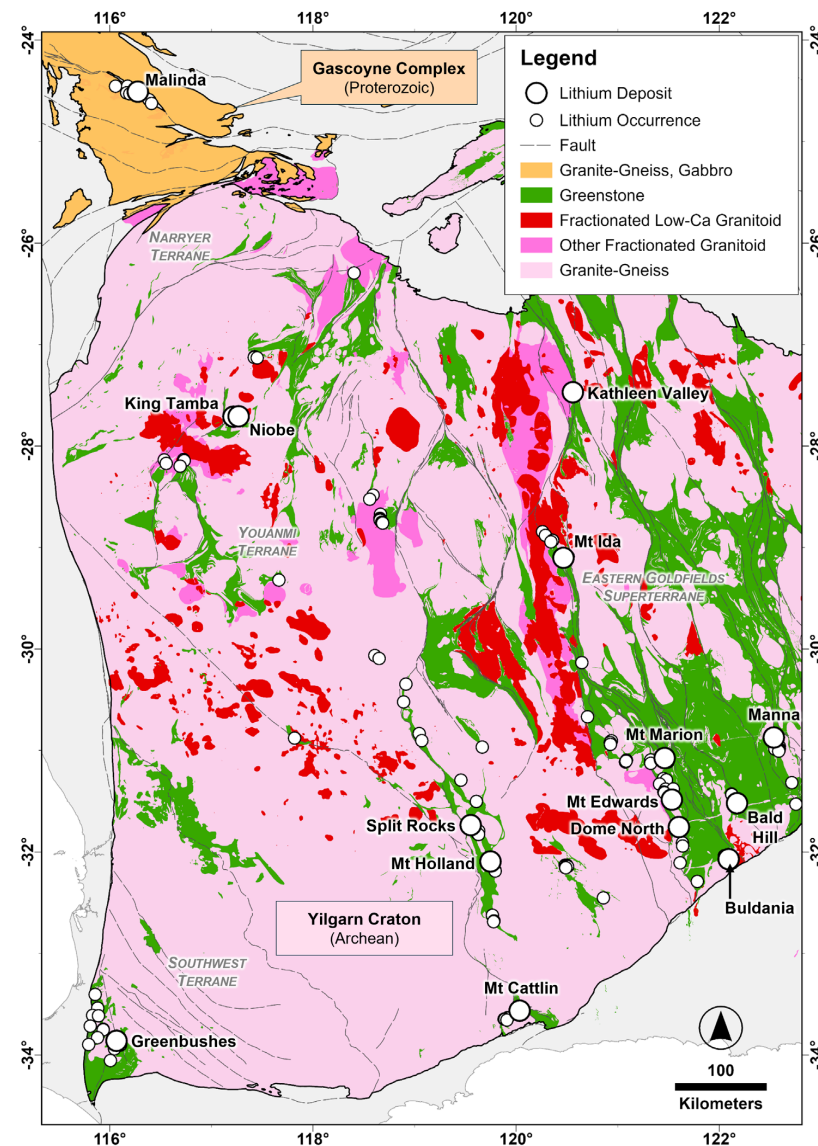 116°
118°
120°
122°
-24°
-24°
Legend
Lithium Deposit
Lithium Occurrence
Fault
Granite-Gneiss, Gabbro
Greenstone
Fractionated Low-Ca Granitoid
Other Fractionated Granitoid
Granite-Gneiss
Malinda
Gascoyne Complex
(Proterozoic)
-26°
-26°
NARRYER
TERRANE
King Tamba
Niobe
Kathleen Valley
-28°
-28°
YOUANMI
TERRANE
Mt Ida
EASTERN GOLDFIELDS
SUPERTERRANE
-30°
-30°
Manna
Mt Marion
Mt Edwards
Split Rocks
Dome North
Bald
Hill
-32°
-32°
Mt Holland
Buldania
Yilgarn Craton
(Archean)
SOUTHWEST
TERRANE
Mt Cattlin
Greenbushes
-34°
-34°
100
Kilometers
116°
118°
120°
122°